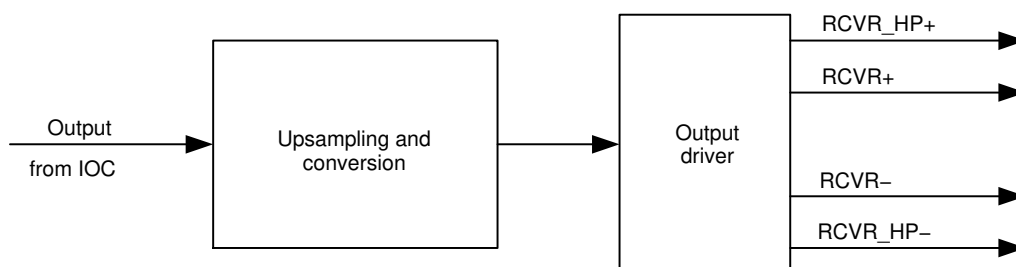 Output
from IOC
Upsampling and
conversion
Output
driver
RCVR_HP+
RCVR+
RCVR−
RCVR_HP−